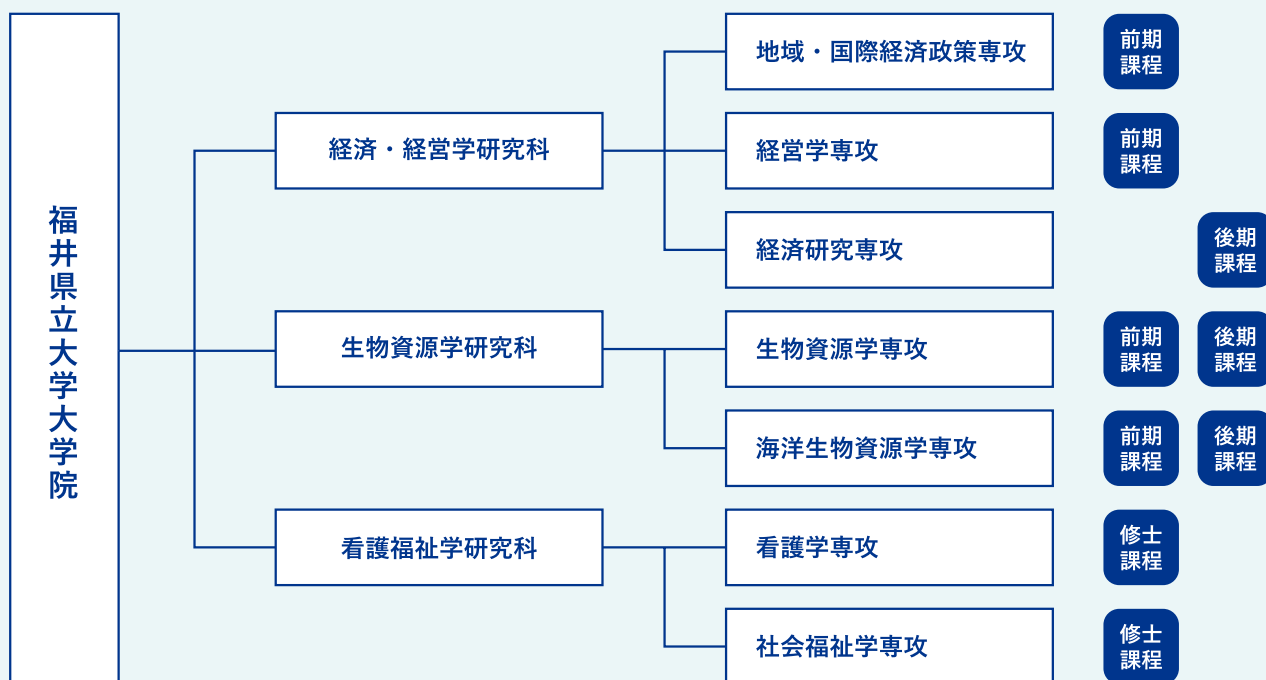 福井県立大学大学院
経済・経営学研究科
地域・国際経済政策専攻
前期
課程
経営学専攻
前期
課程
経済研究専攻
後期
課程
生物資源学研究科
生物資源学専攻
前期
課程
後期
課程
海洋生物資源学専攻
前期
課程
後期
課程
看護福祉学研究科
看護学専攻
修士
課程
社会福祉学専攻
修士
課程